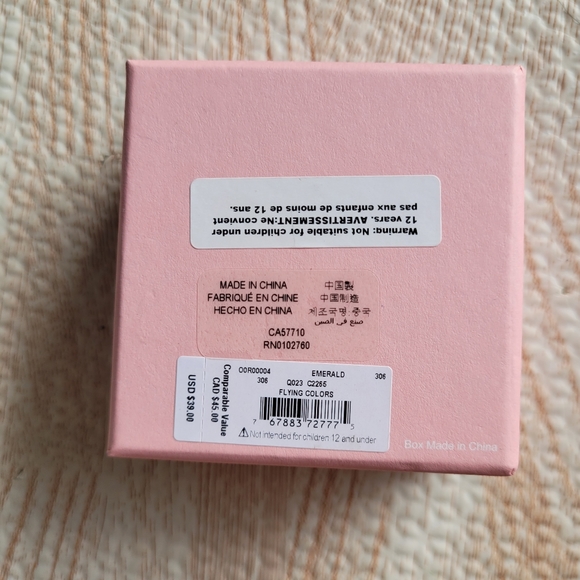 Warning: Not suitable for children under
12 years. AVERTISSEMENT:Ne convient
pas aux enfants de moins de 12 ans.
MADE IN CHINA
FABRIQUÉ EN CHINE
HECHO EN CHINA
中国製
中国制造
제조국명 중국
صنع في الصين
CA57710
RN0102760
O0R00004 EMERALD 306
306 Q023 C2255
FLYING COLORS
7 67883 72777 5
Not intended for children 12 and under
Comparable Value
CAD $45.00
USD $39.00
Box Made in China